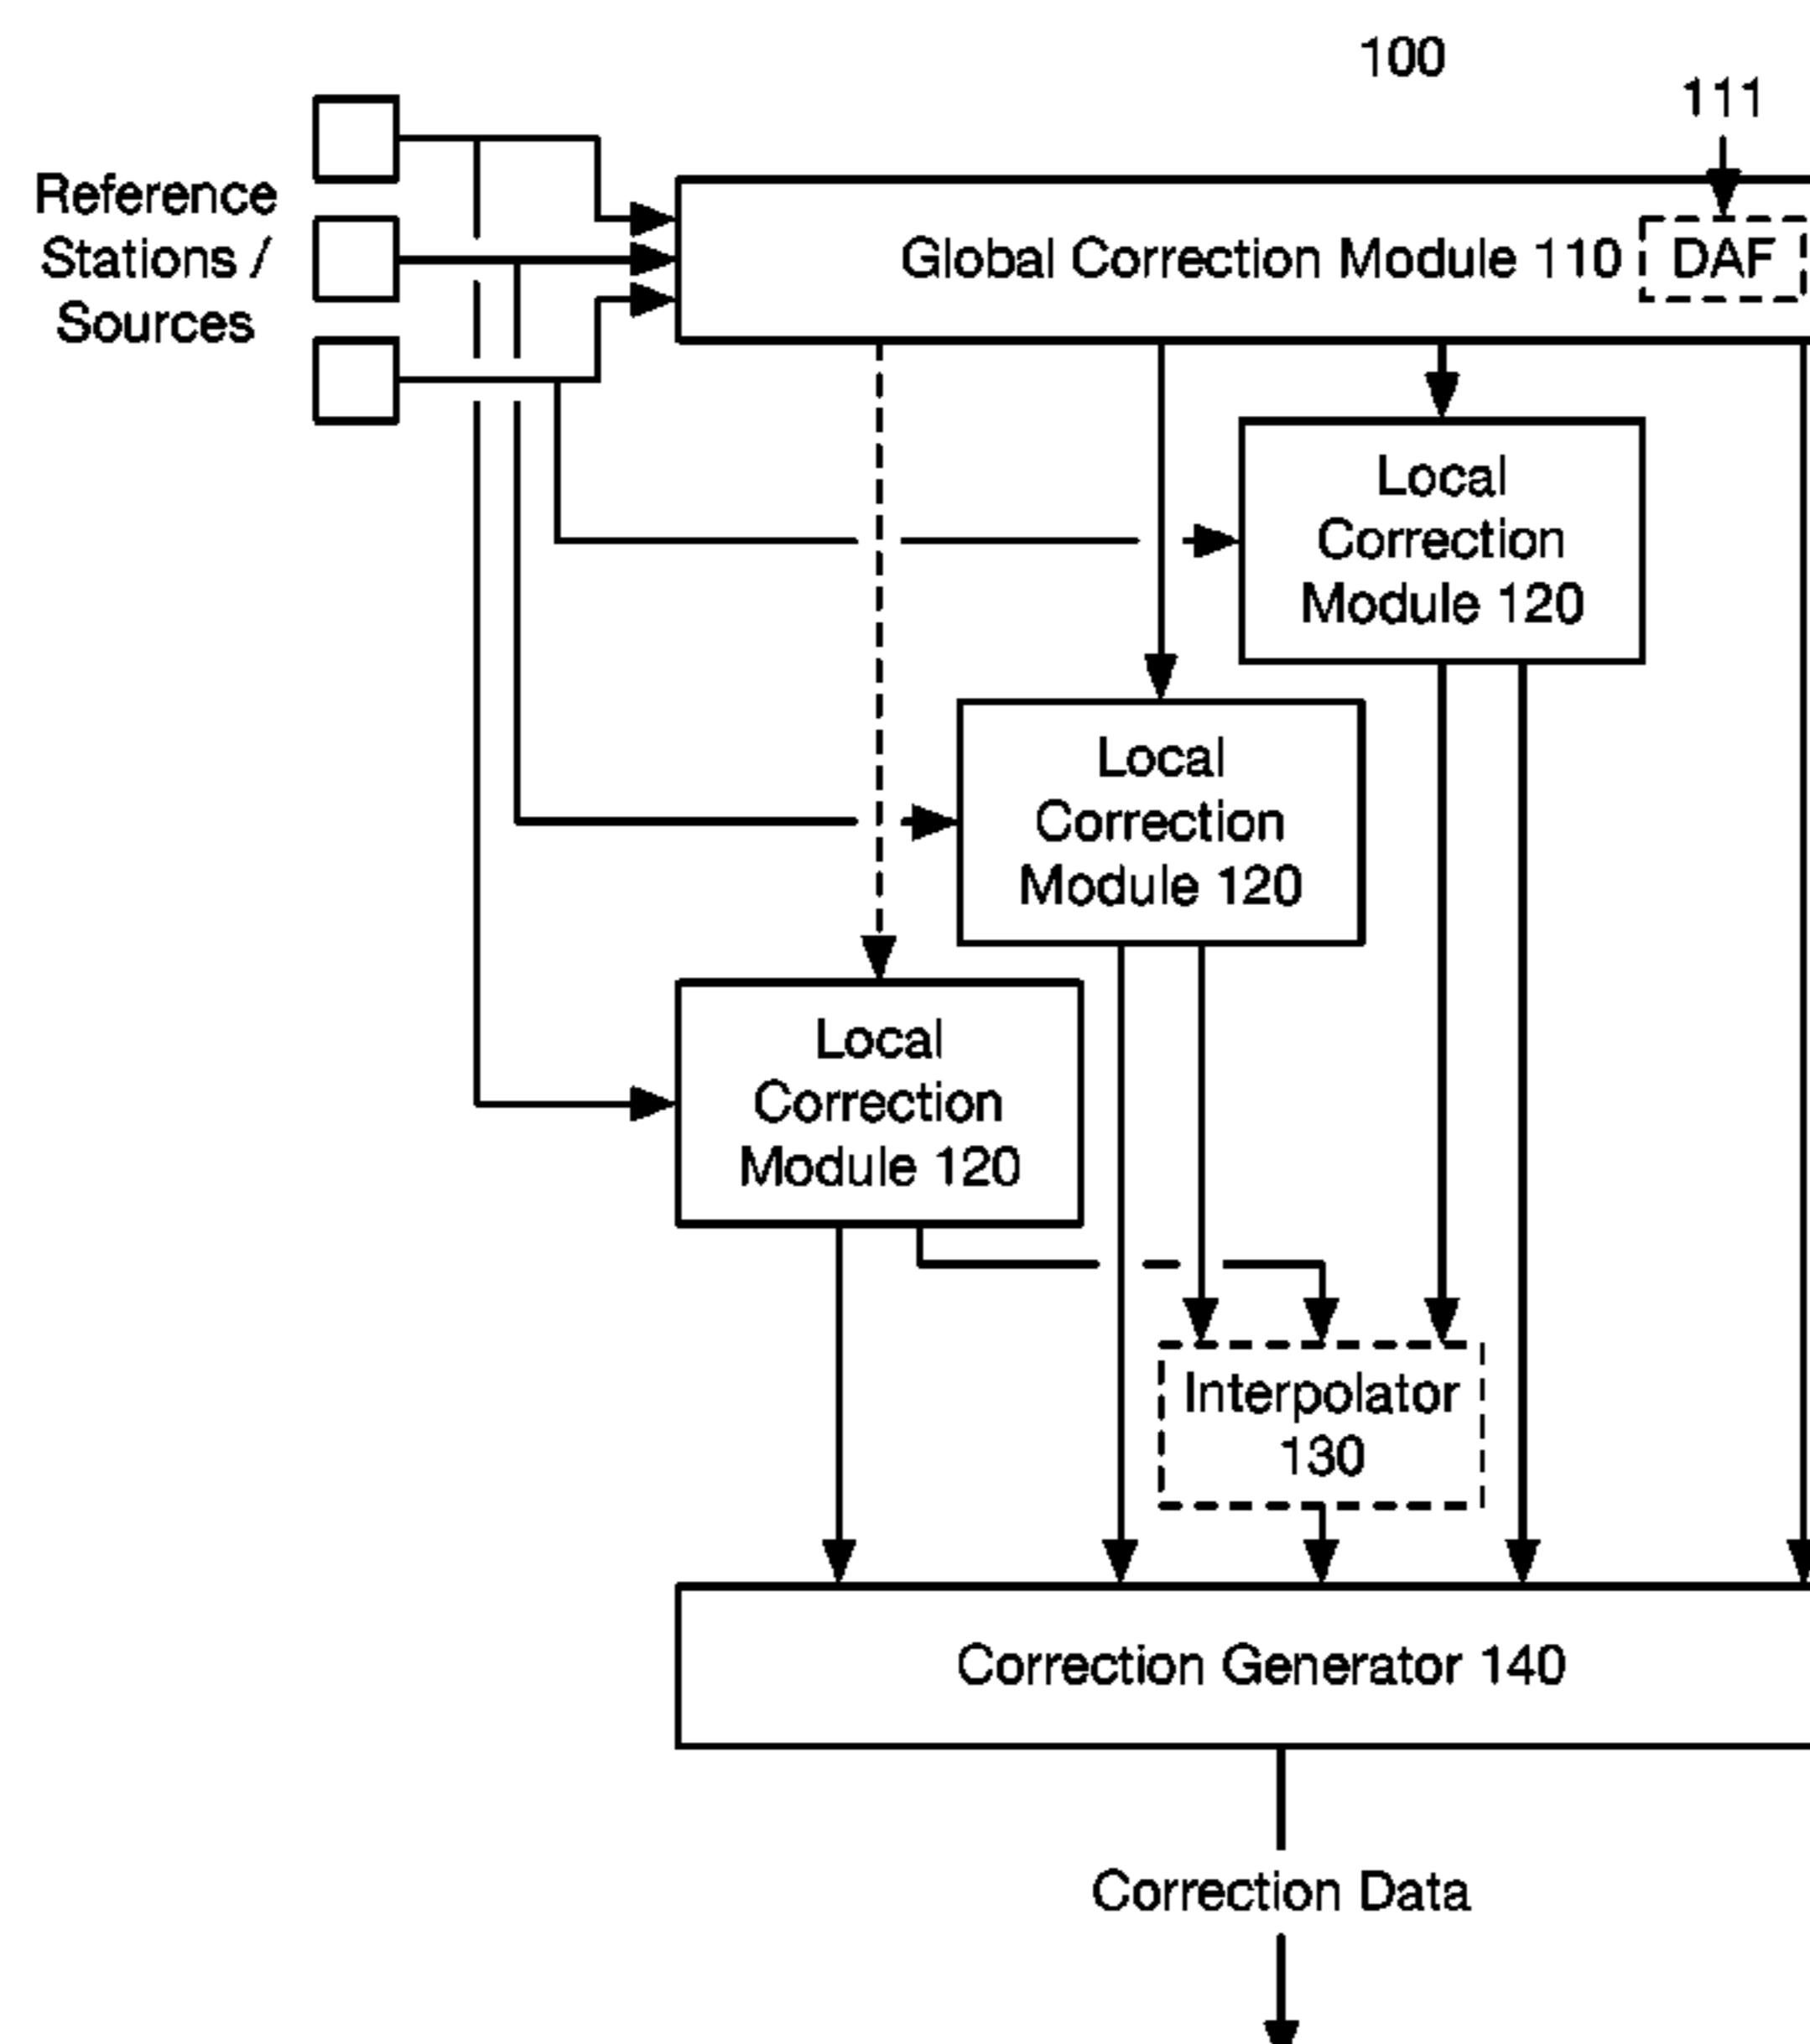 100
111
Reference
Stations /
Sources
Global Correction Module 110
DAF
Local
Correction
Module 120
Local
Correction
Module 120
Local
Correction
Module 120
Interpolator
130
Correction Generator 140
Correction Data